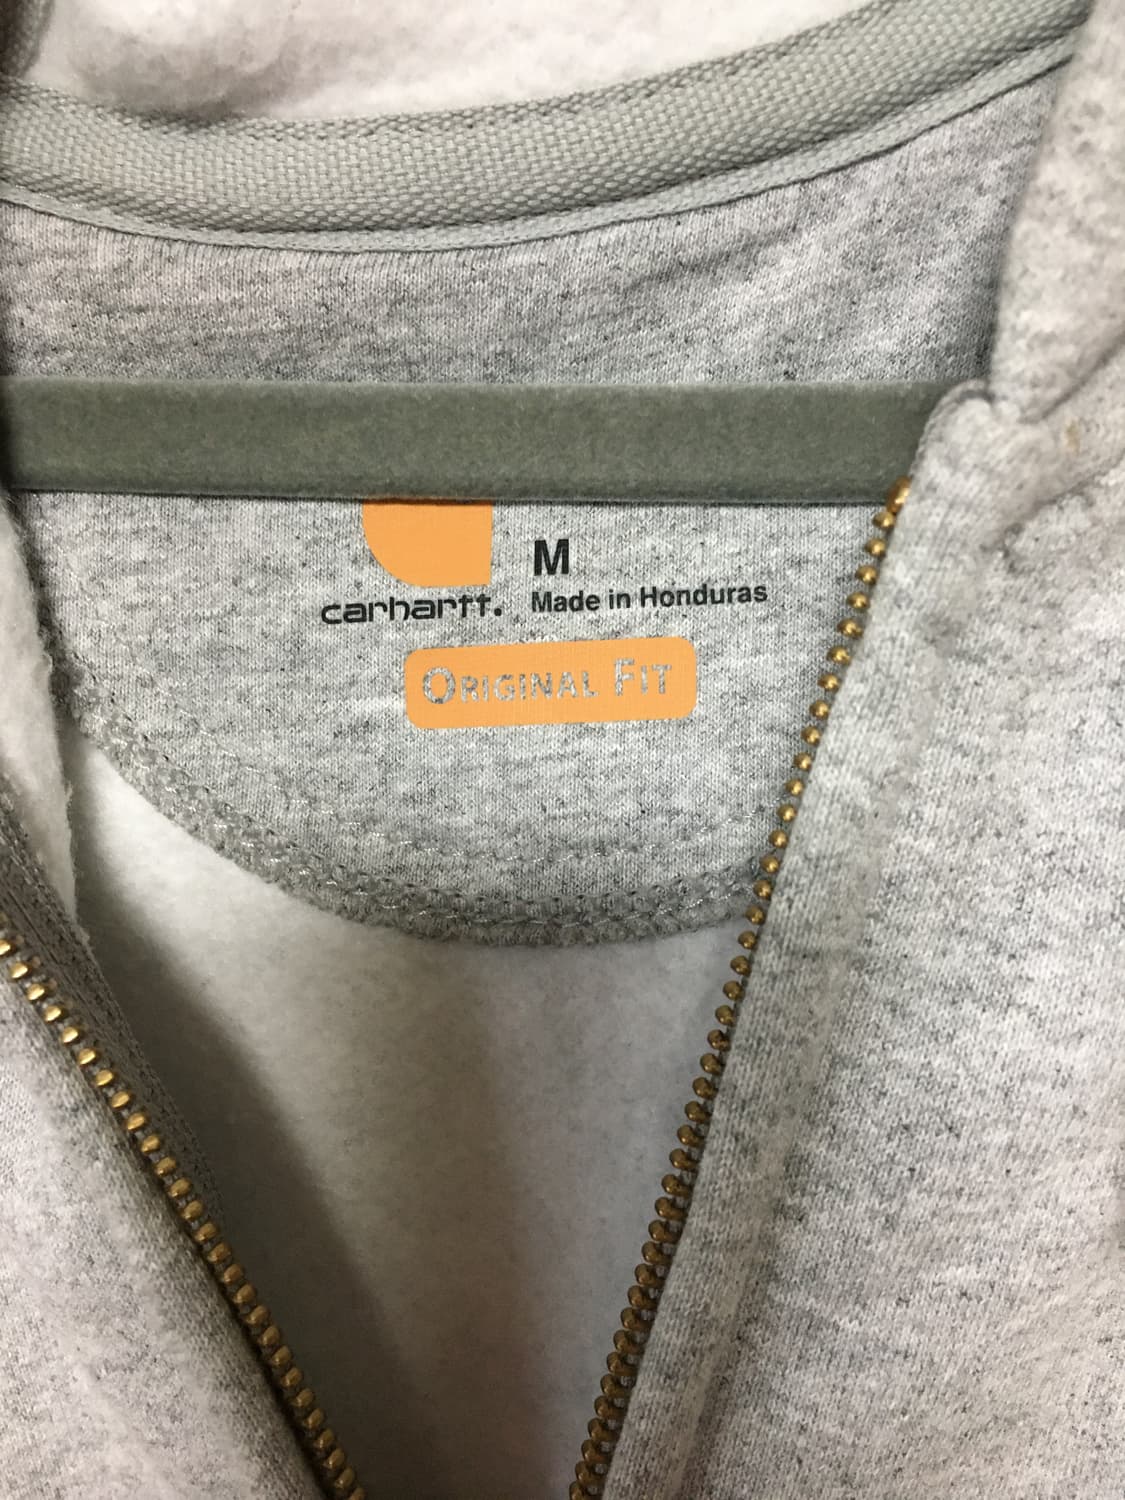 M
carhartt.
Made in Honduras
ORIGINAL FIT